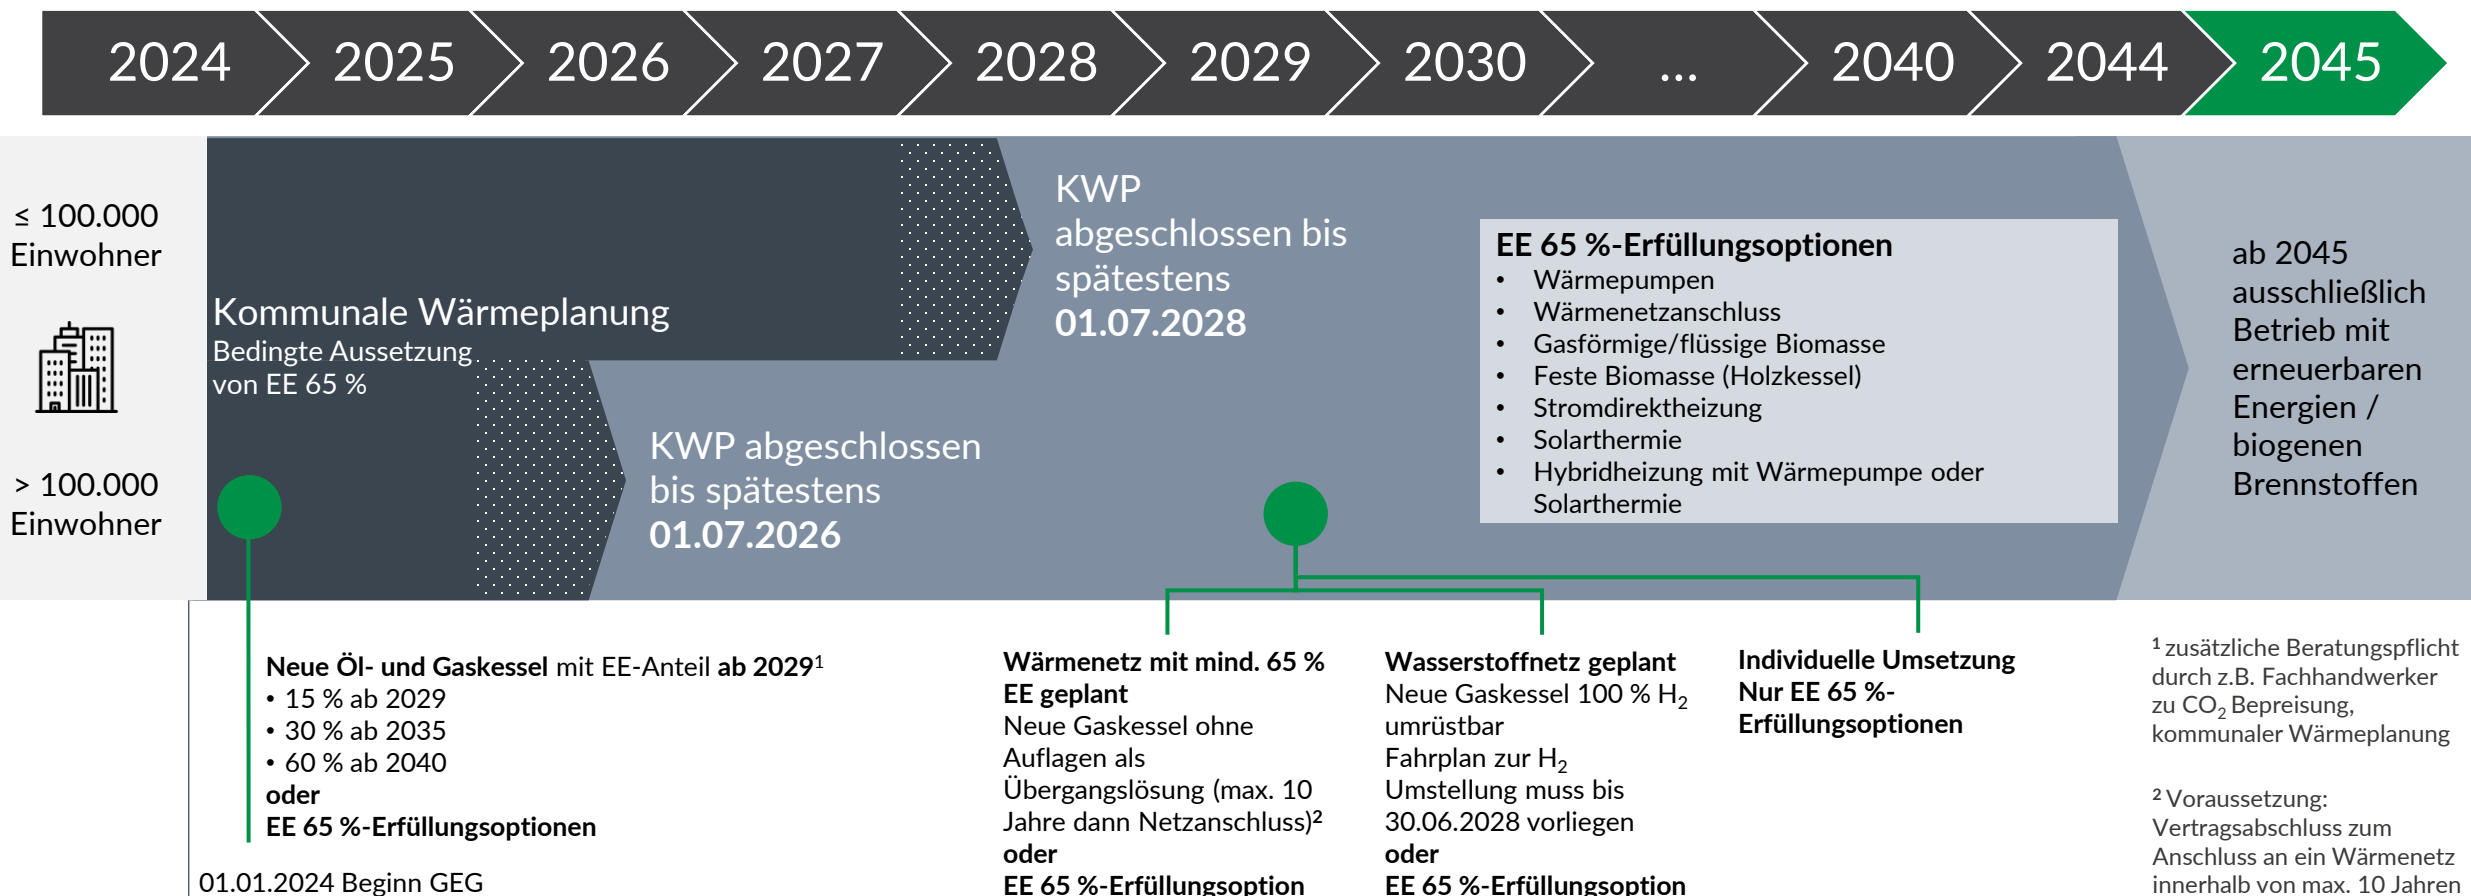 2024 2025 2026 2027 2028 2029 2030 ... 2040 2044 2045
≤ 100.000
Einwohner
> 100.000
Einwohner
Kommunale Wärmeplanung
Bedingte Aussetzung
von EE 65 %
KWP
abgeschlossen bis
spätestens
01.07.2028
KWP abgeschlossen
bis spätestens
01.07.2026
EE 65 %-Erfüllungsoptionen
• Wärmepumpen
• Wärmenetzanschluss
• Gasförmige/flüssige Biomasse
• Feste Biomasse (Holzkessel)
• Stromdirektheizung
• Solarthermie
• Hybridheizung mit Wärmepumpe oder
Solarthermie
ab 2045
ausschließlich
Betrieb mit
erneuerbaren
Energien /
biogenen
Brennstoffen
Neue Öl- und Gaskessel mit EE-Anteil ab 2029¹
• 15 % ab 2029
• 30 % ab 2035
• 60 % ab 2040
oder
EE 65 %-Erfüllungsoptionen
01.01.2024 Beginn GEG
Wärmenetz mit mind. 65 %
EE geplant
Neue Gaskessel ohne
Auflagen als
Übergangslösung (max. 10
Jahre dann Netzanschluss)²
oder
EE 65 %-Erfüllungsoption
Wasserstoffnetz geplant
Neue Gaskessel 100 % H₂
umrüstbar
Fahrplan zur H₂
Umstellung muss bis
30.06.2028 vorliegen
oder
EE 65 %-Erfüllungsoption
Individuelle Umsetzung
Nur EE 65 %-
Erfüllungsoptionen
¹ zusätzliche Beratungspflicht
durch z.B. Fachhandwerker
zu CO₂ Bepreisung,
kommunaler Wärmeplanung
² Voraussetzung:
Vertragsabschluss zum
Anschluss an ein Wärmenetz
innerhalb von max. 10 Jahren